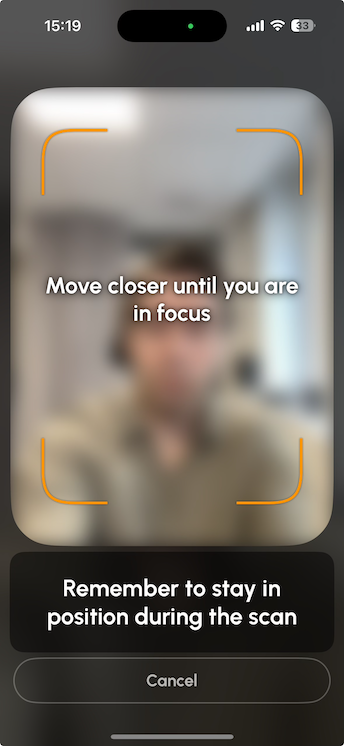 15:19
33
Move closer until you are
in focus
Remember to stay in
position during the scan
Cancel